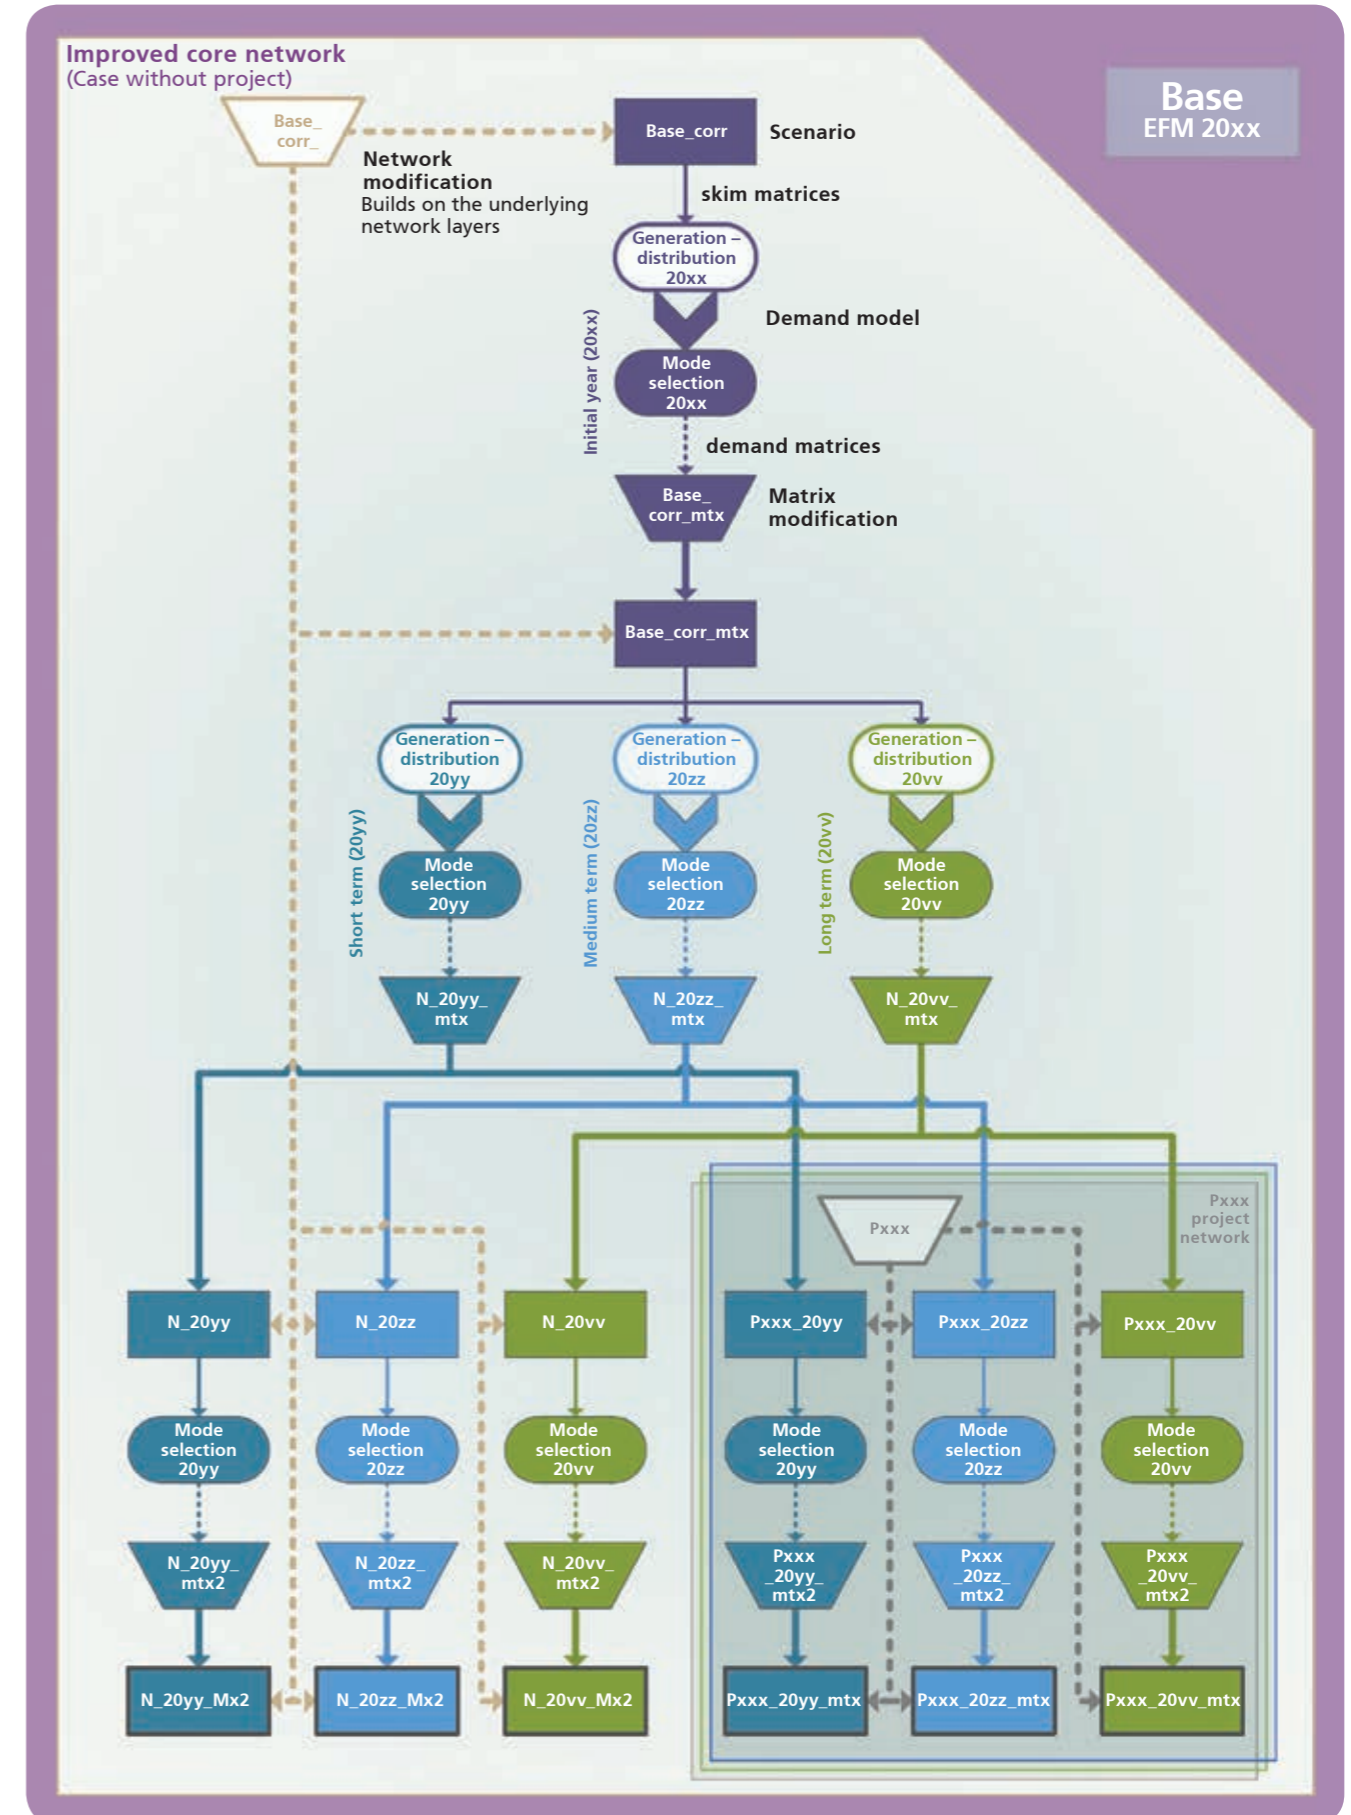 Improved core network
(Case without project)
Base
EFM 20xx
Base_
corr_
Base_corr
Scenario
Network
modification
Builds on the underlying
network layers
skim matrices
Generation –
distribution
20xx
Demand model
Initial year (20xx)
Mode
selection
20xx
demand matrices
Base_
corr_mtx
Matrix
modification
Base_corr_mtx
Generation –
distribution
20yy
Generation –
distribution
20zz
Generation –
distribution
20vv
Short term (20yy)
Medium term (20zz)
Long term (20vv)
Mode
selection
20yy
Mode
selection
20zz
Mode
selection
20vv
N_20yy_
mtx
N_20zz_
mtx
N_20vv_
mtx
Pxxx
project
network
Pxxx
N_20yy
N_20zz
N_20vv
Pxxx_20yy
Pxxx_20zz
Pxxx_20vv
Mode
selection
20yy
Mode
selection
20zz
Mode
selection
20vv
Mode
selection
20yy
Mode
selection
20zz
Mode
selection
20vv
N_20yy_
mtx2
N_20zz_
mtx2
N_20vv_
mtx2
Pxxx
_20yy_
mtx2
Pxxx
_20zz_
mtx2
Pxxx
_20vv_
mtx2
N_20yy_Mx2
N_20zz_Mx2
N_20vv_Mx2
Pxxx_20yy_mtx
Pxxx_20zz_mtx
Pxxx_20vv_mtx